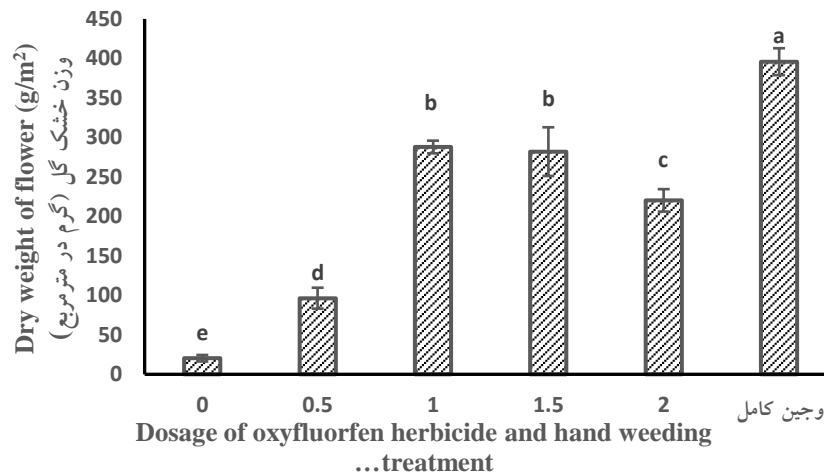 Dry weight of flower (g/m²)
وزن خشک گل (گرم در مترمربع)
450
400
350
300
250
200
150
100
50
0
e
d
b
b
c
a
0 0.5 1 1.5 2 وجین کامل
Dosage of oxyfluorfen herbicide and hand weeding
...treatment